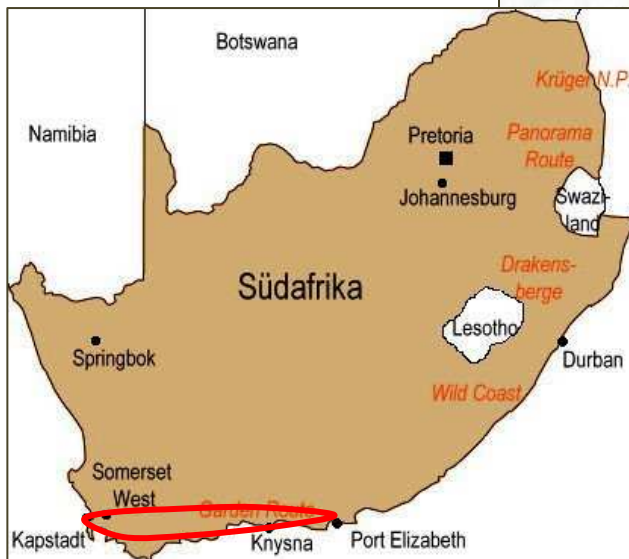 Botswana
Krüger N.P.
Namibia
Pretoria
Panorama
Route
Johannesburg
Swazi-
land
Drakens-
berge
Südafrika
Lesotho
Springbok
Durban
Wild Coast
Somerset
West
Garden Route
Kapstadt
Knysna
Port Elizabeth